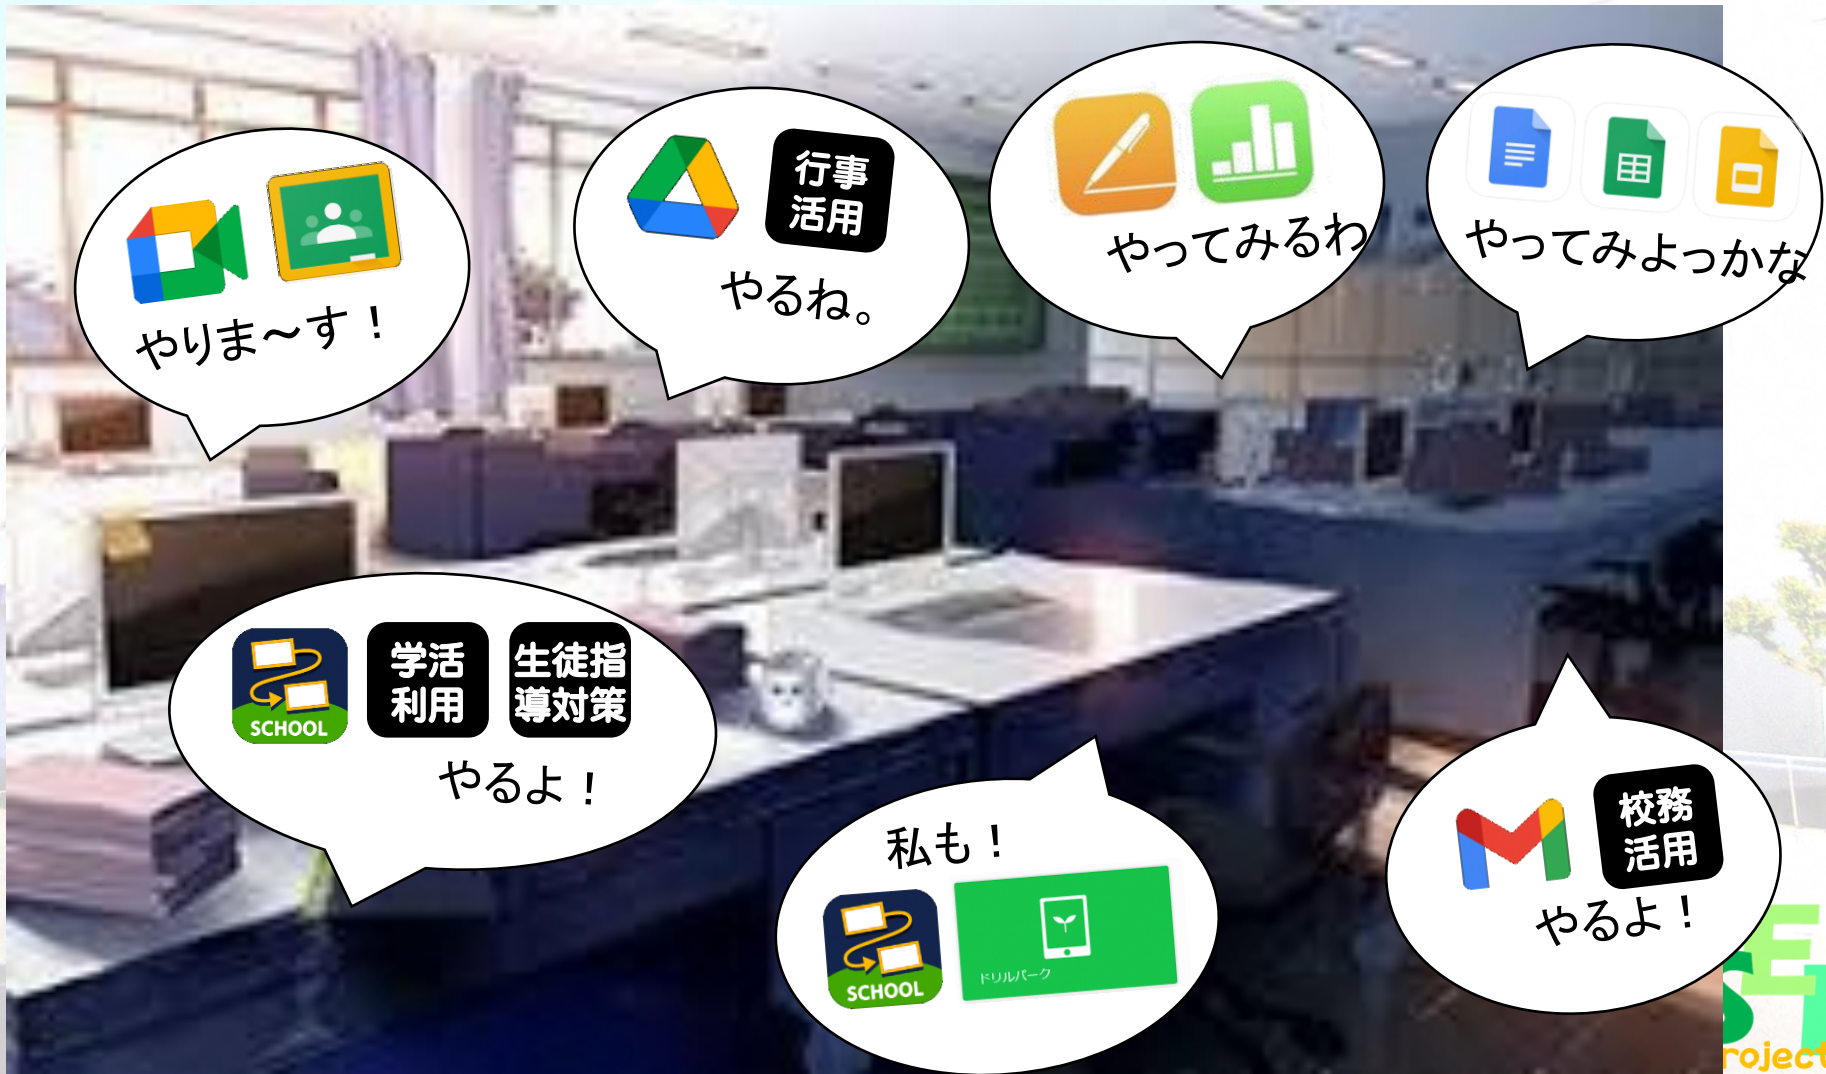 やりま～す！
行事
活用
やるね。
やってみるわ
やってみよっかな
SCHOOL
学活
利用
生徒指
導対策
やるよ！
私も！
SCHOOL
ドリルパーク
校務
活用
やるよ！
roject